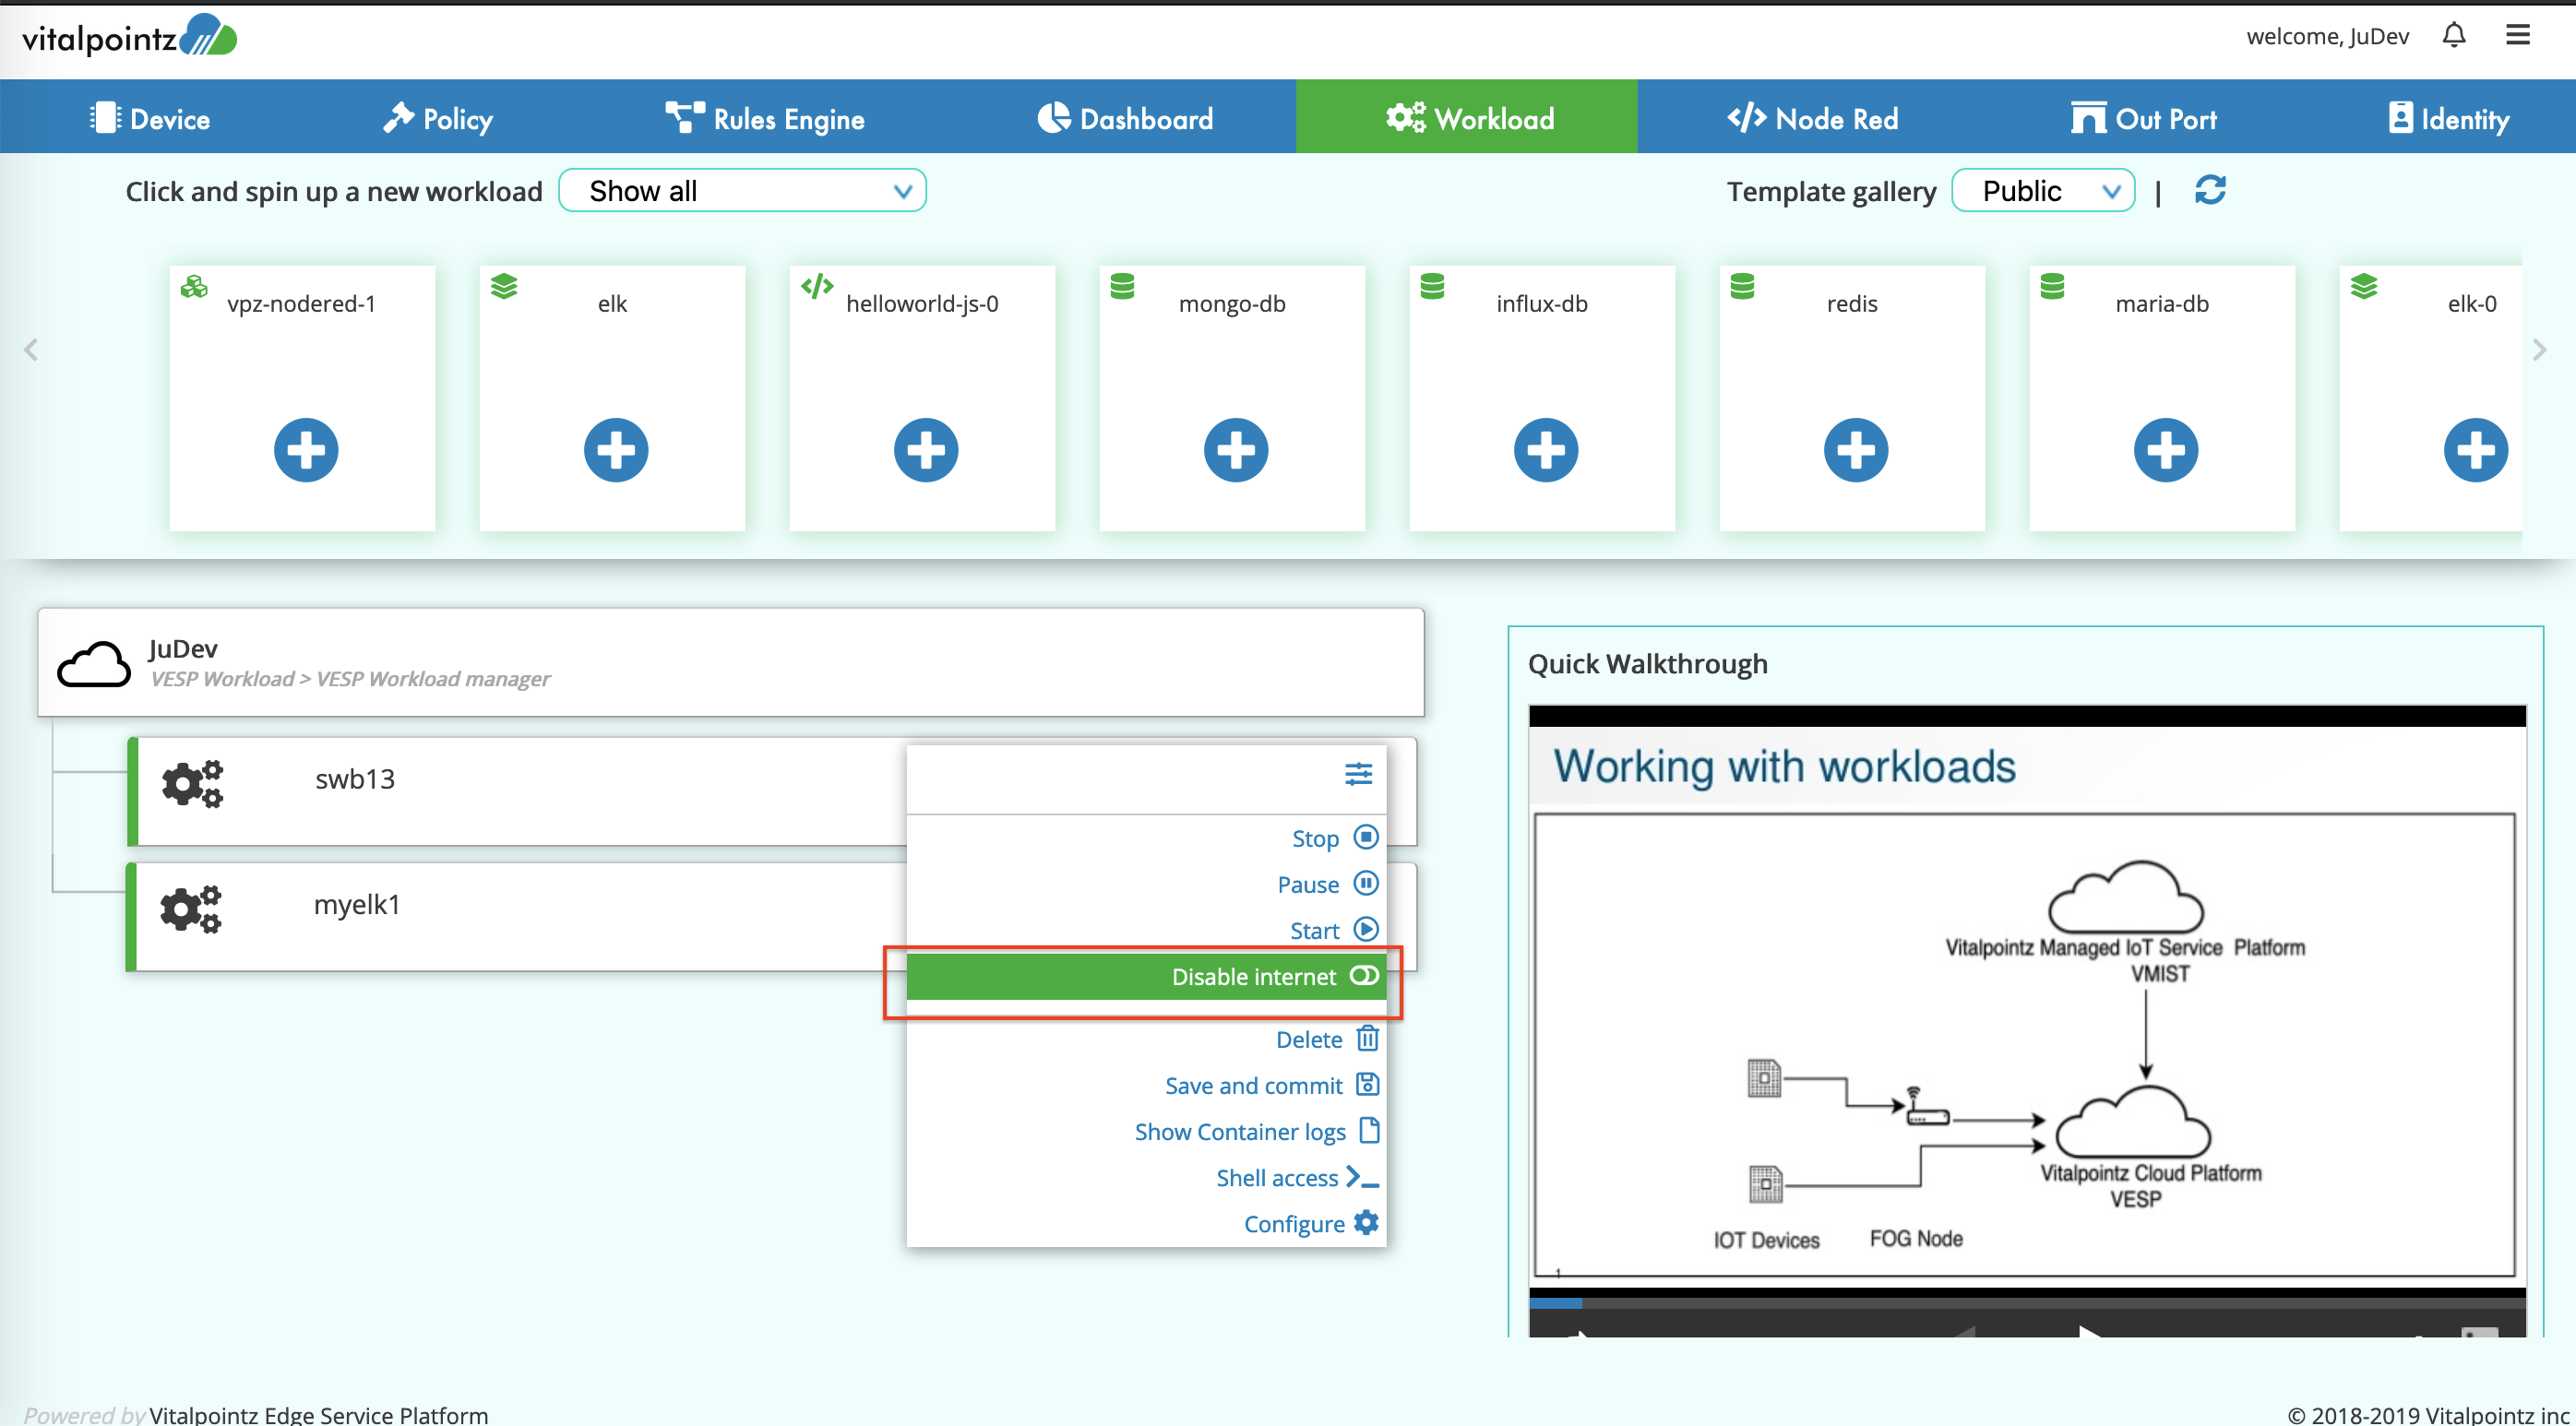 vitalpointz
welcome, JuDev
Device Policy Rules Engine Dashboard Workload Node Red Out Port Identity
Click and spin up a new workload Show all Template gallery Public |
vpz-nodered-1 elk helloworld-js-0 mongo-db influx-db redis maria-db elk-0
JuDev
VESP Workload > VESP Workload manager
swb13
myelk1
Stop
Pause
Start
Disable internet
Delete
Save and commit
Show Container logs
Shell access
Configure
Quick Walkthrough
Working with workloads
Vitalpointz Managed IoT Service Platform
VMIST
Vitalpointz Cloud Platform
VESP
IOT Devices FOG Node
1
Powered by Vitalpointz Edge Service Platform
© 2018-2019 Vitalpointz inc